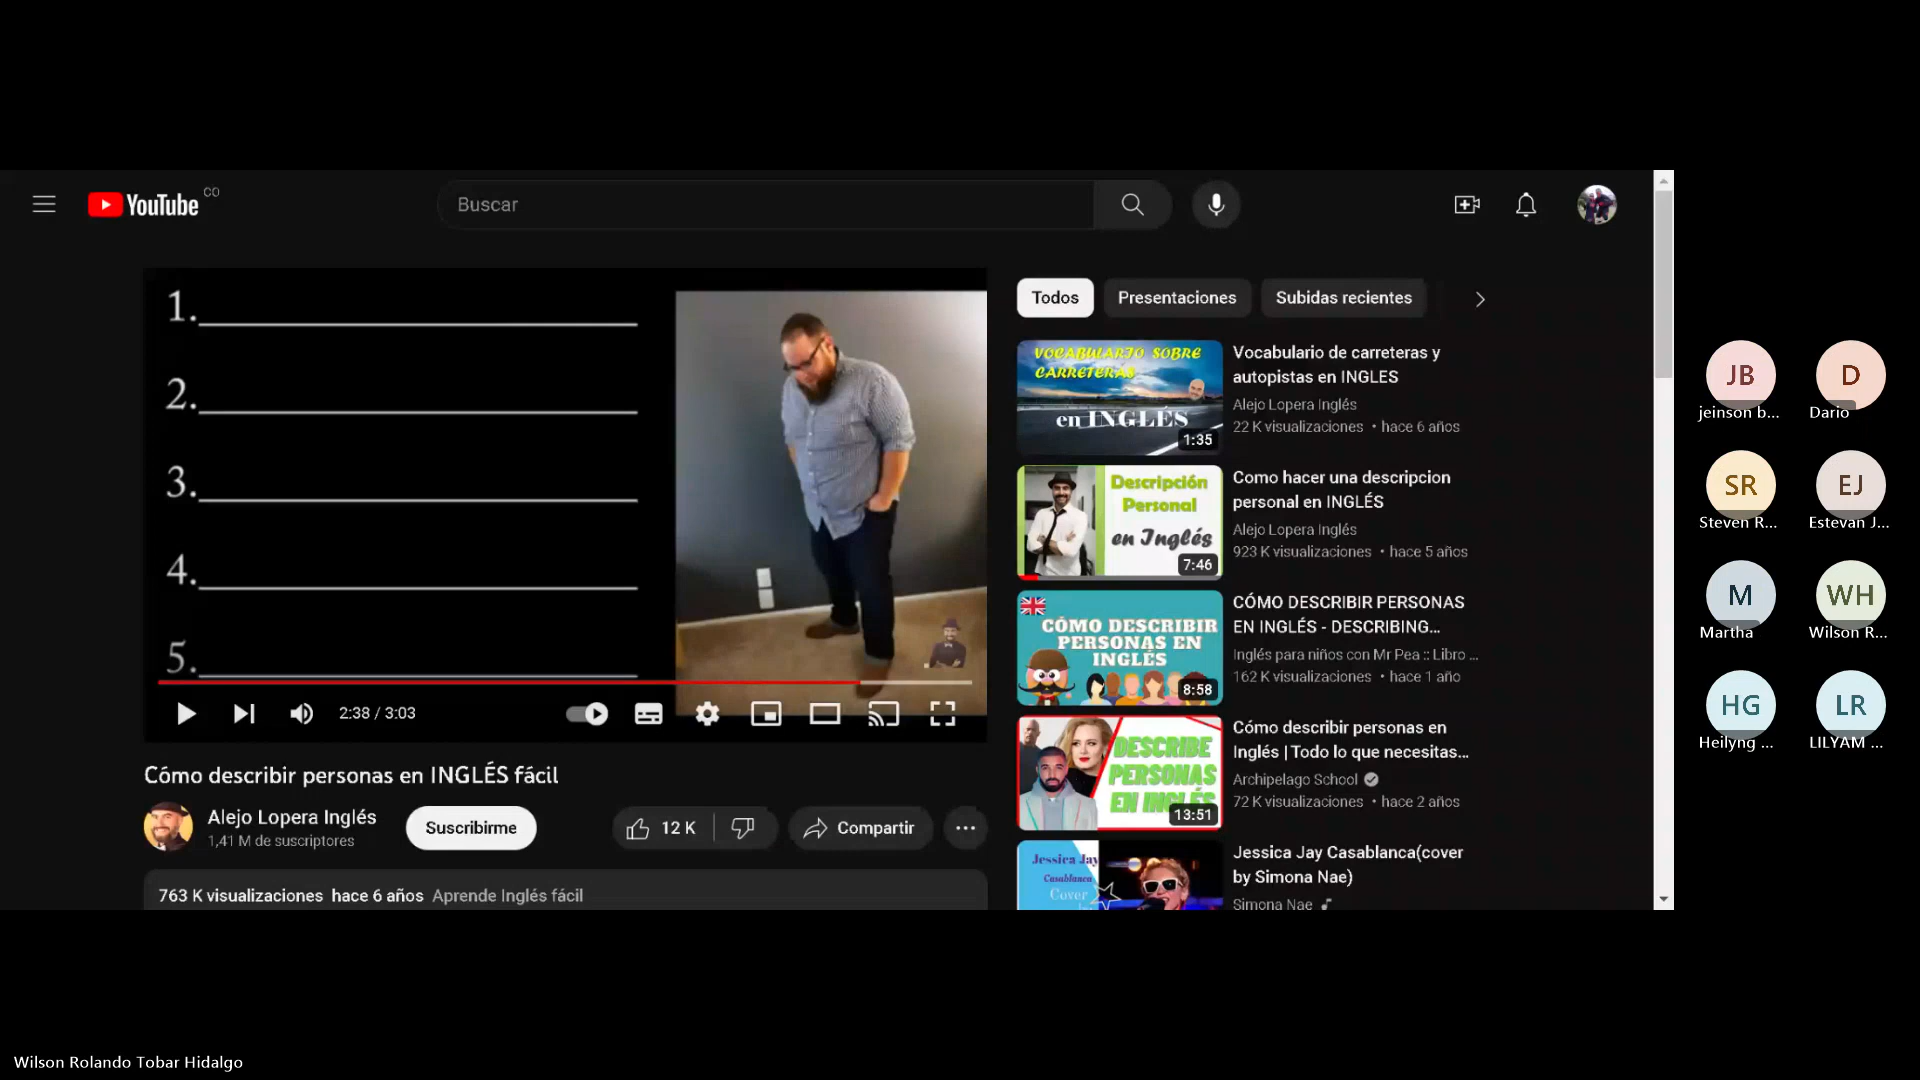 YouTube CO
Buscar
1.
2.
3.
4.
5.
2:38 / 3:03
Cómo describir personas en INGLÉS fácil
Alejo Lopera Inglés
1,41 M de suscriptores
Suscribirme
12 K
Compartir
763 K visualizaciones hace 6 años Aprende Inglés fácil
Todos
Presentaciones
Subidas recientes
VOCABULARIO SOBRE
CARRETERAS
en INGLÉS
1:35
Vocabulario de carreteras y
autopistas en INGLES
Alejo Lopera Inglés
22 K visualizaciones • hace 6 años
Descripción
Personal
en Inglés
7:46
Como hacer una descripcion
personal en INGLÉS
Alejo Lopera Inglés
923 K visualizaciones • hace 5 años
CÓMO DESCRIBIR
PERSONAS EN
INGLÉS
8:58
CÓMO DESCRIBIR PERSONAS
EN INGLÉS - DESCRIBING...
Inglés para niños con Mr Pea :: Libro ...
162 K visualizaciones • hace 1 año
DESCRIBE
PERSONAS
EN INGLÉS
13:51
Cómo describir personas en
Inglés | Todo lo que necesitas...
Archipelago School
72 K visualizaciones • hace 2 años
Jessica Jay
Casablanca
Cover
Jessica Jay Casablanca(cover
by Simona Nae)
Simona Nae
JB
jeinson b...
D
Dario
SR
Steven R...
EJ
Estevan J...
M
Martha
WH
Wilson R...
HG
Heilyng ...
LR
LILYAM ...
Wilson Rolando Tobar Hidalgo